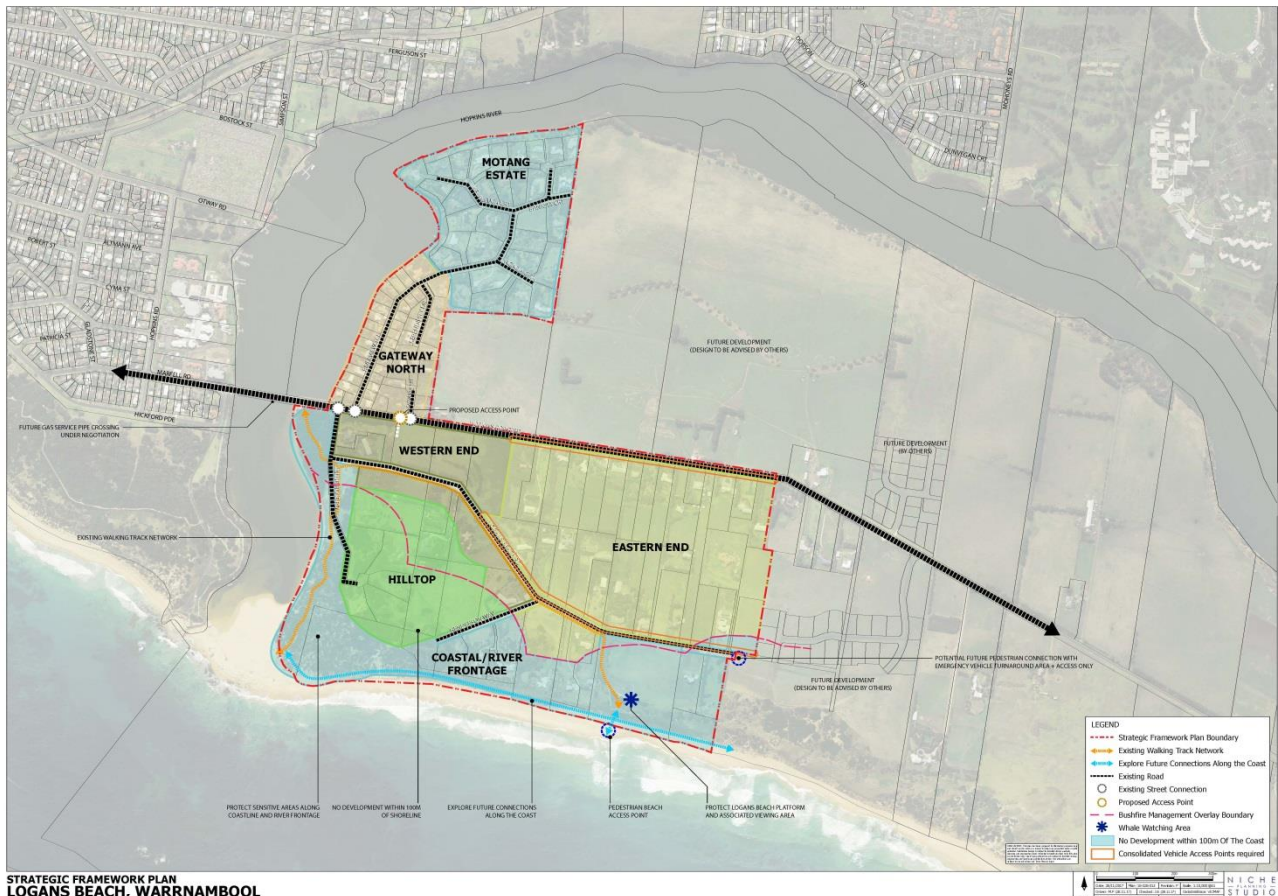 FERGUSON ST
SIMPSON ST
BOSTOCK ST
HOPKINS RIVER
DOBSON
WAY
MOHONEYS RD
DUNVEGAN CRT
OTWAY RD
ROBERT ST
ALTMANN AVE
CYMA ST
HOPKINS RD
GLADSTONE ST
PATRICIA ST
MARFELL RD
HICKFORD PDE
MOTANG
ESTATE
GATEWAY
NORTH
PROPOSED ACCESS POINT
FUTURE GAS SERVICE PIPE CROSSING
UNDER NEGOTIATION
FUTURE DEVELOPMENT
(DESIGN TO BE ADVISED BY OTHERS)
FUTURE DEVELOPMENT
(BY OTHERS)
WESTERN END
EXISTING WALKING TRACK NETWORK
EASTERN END
HILLTOP
COASTAL/RIVER
FRONTAGE
POTENTIAL FUTURE PEDESTRIAN CONNECTION WITH
EMERGENCY VEHICLE TURNAROUND AREA + ACCESS ONLY
FUTURE DEVELOPMENT
(DESIGN TO BE ADVISED BY OTHERS)
PROTECT SENSITIVE AREAS ALONG
COASTLINE AND RIVER FRONTAGE
NO DEVELOPMENT WITHIN 100M
OF SHORELINE
EXPLORE FUTURE CONNECTIONS
ALONG THE COAST
PEDESTRIAN BEACH
ACCESS POINT
PROTECT LOGANS BEACH PLATFORM
AND ASSOCIATED VIEWING AREA
LEGEND
Strategic Framework Plan Boundary
Existing Walking Track Network
Explore Future Connections Along the Coast
Existing Road
Existing Street Connection
Proposed Access Point
Bushfire Management Overlay Boundary
Whale Watching Area
No Development within 100m Of The Coast
Consolidated Vehicle Access Points required
STRATEGIC FRAMEWORK PLAN
LOGANS BEACH, WARRNAMBOOL
NICHE
PLANNING
STUDIO